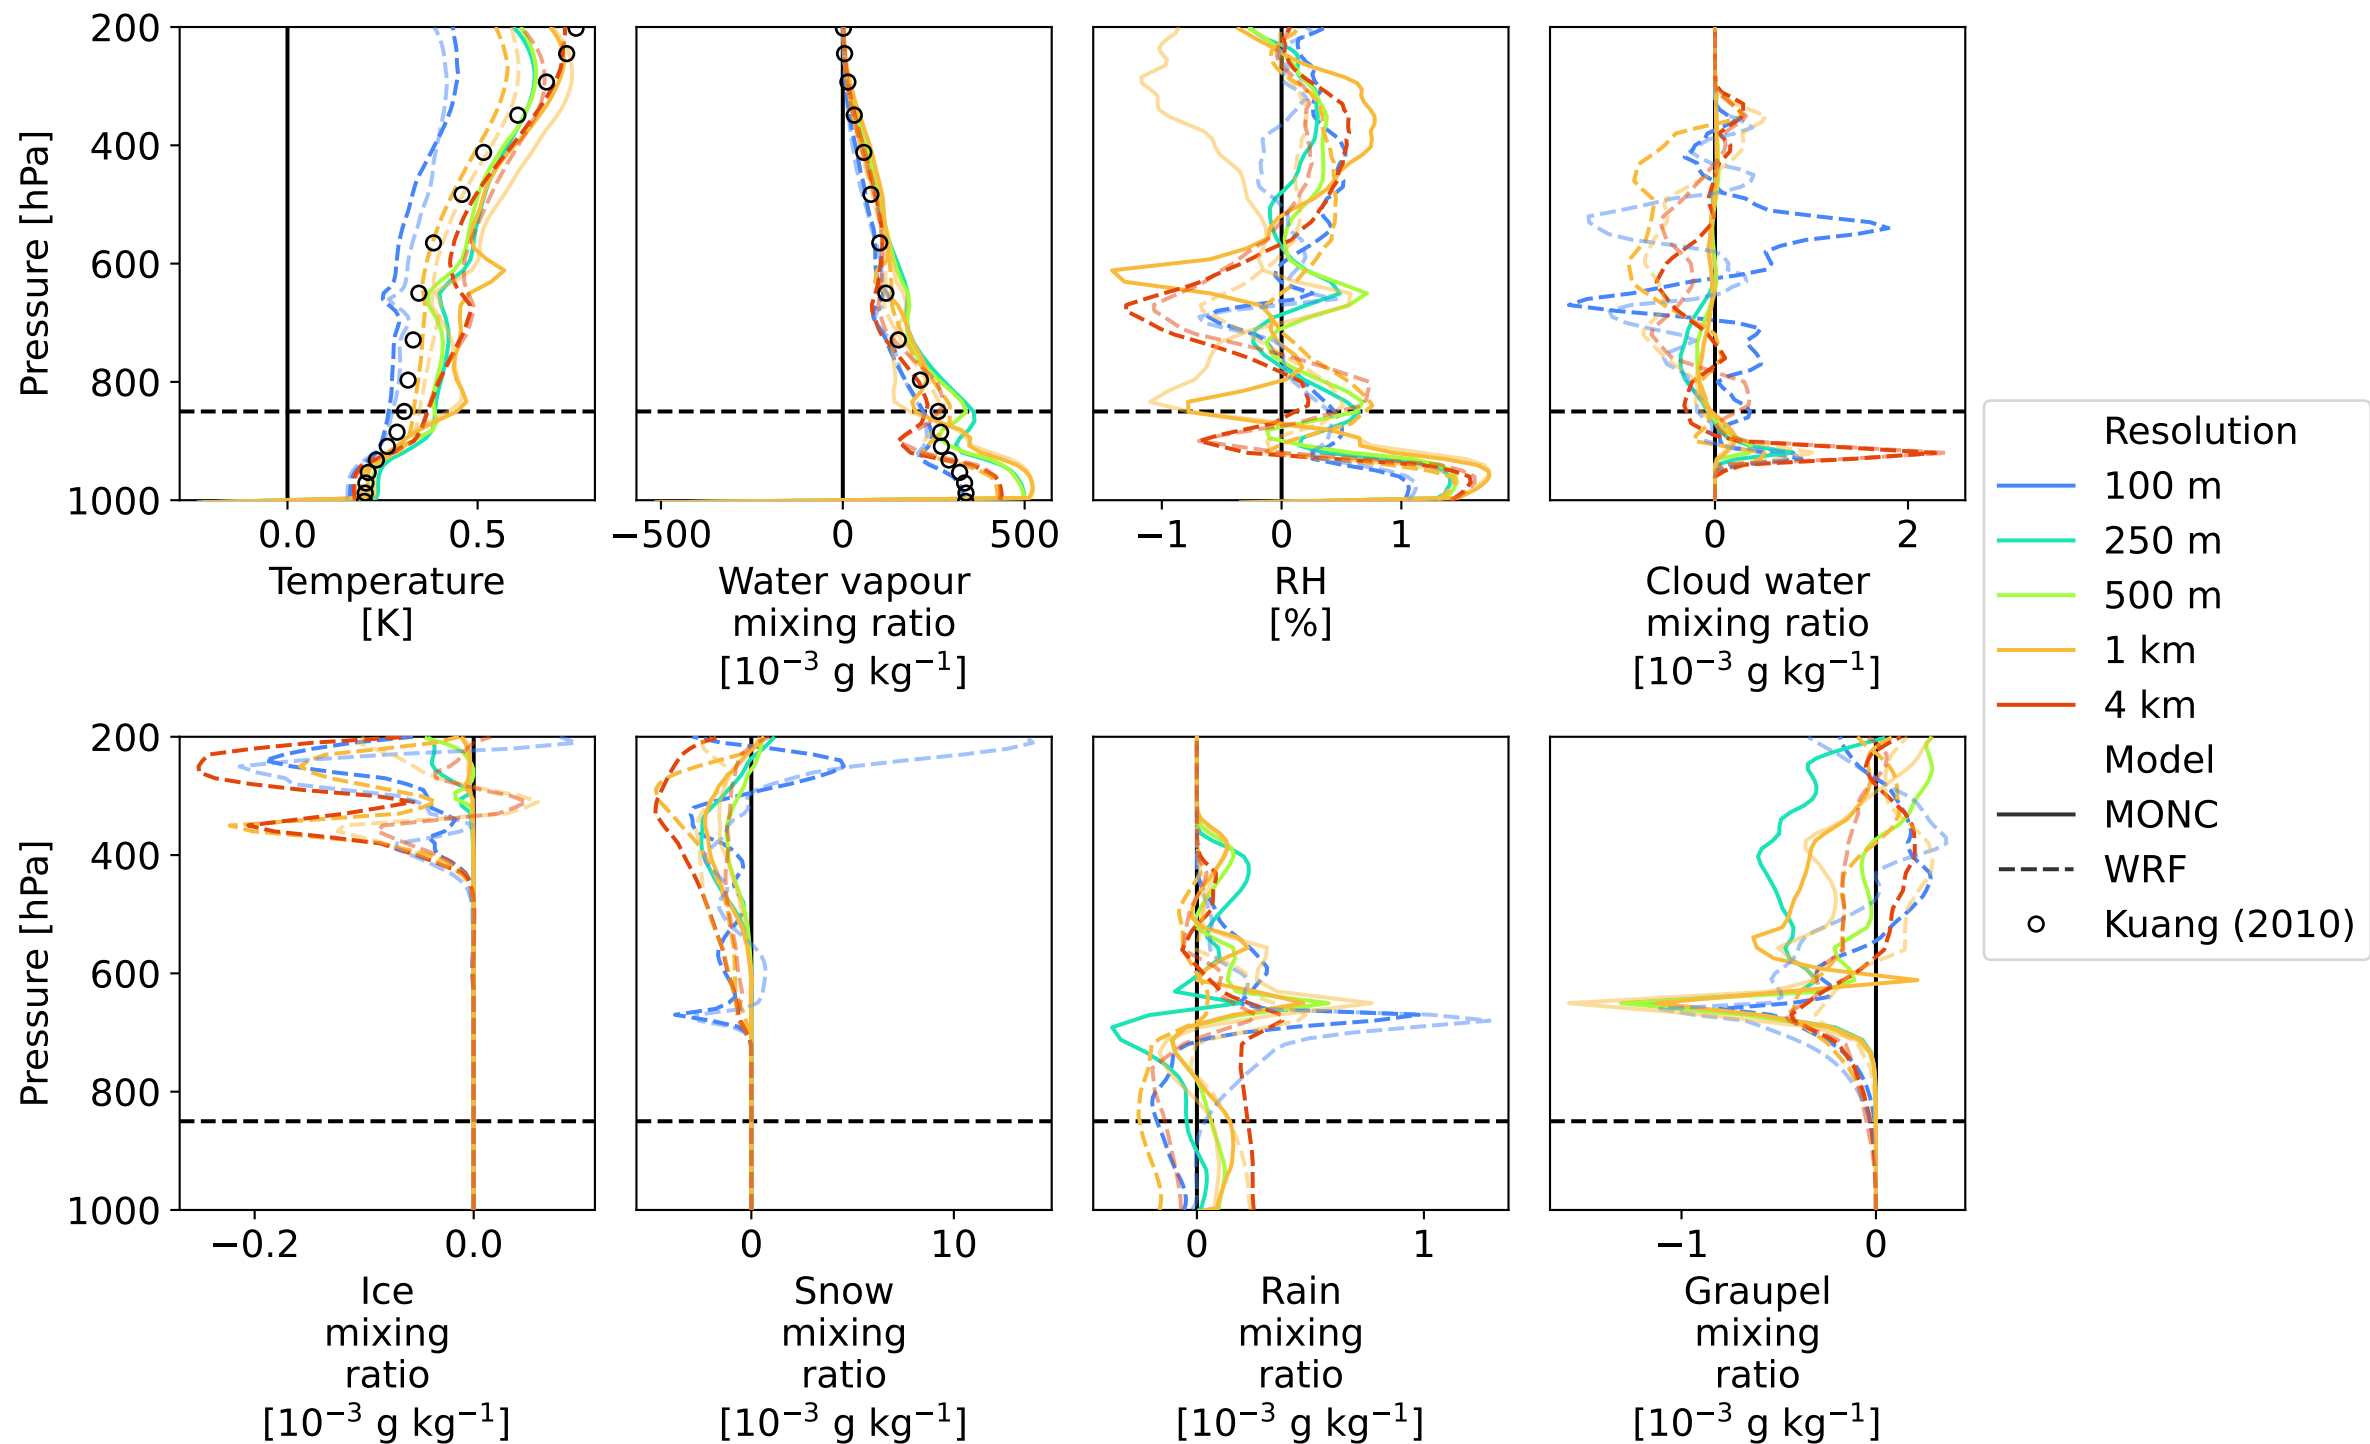 200
400
600
800
1000
Pressure [hPa]
0.0 0.5
Temperature
[K]
−500 0 500
Water vapour
mixing ratio
[10⁻³ g kg⁻¹]
−1 0 1
RH
[%]
0 2
Cloud water
mixing ratio
[10⁻³ g kg⁻¹]
200
400
600
800
1000
Pressure [hPa]
−0.2 0.0
Ice
mixing
ratio
[10⁻³ g kg⁻¹]
0 10
Snow
mixing
ratio
[10⁻³ g kg⁻¹]
0 1
Rain
mixing
ratio
[10⁻³ g kg⁻¹]
−1 0
Graupel
mixing
ratio
[10⁻³ g kg⁻¹]
Resolution
100 m
250 m
500 m
1 km
4 km
Model
MONC
WRF
Kuang (2010)